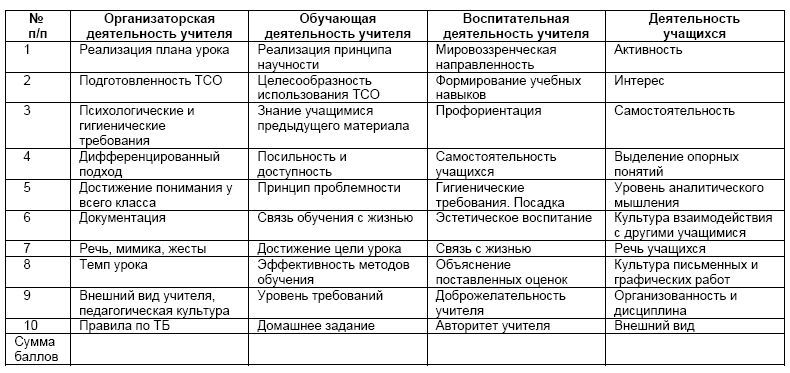 № п/п Организаторская деятельность учителя Обучающая деятельность учителя Воспитательная деятельность учителя Деятельность учащихся
1 Реализация плана урока Реализация принципа научности Мировоззренческая направленность Активность
2 Подготовленность ТСО Целесообразность использования ТСО Формирование учебных навыков Интерес
3 Психологические и гигиенические требования Знание учащимися предыдущего материала Профориентация Самостоятельность
4 Дифференцированный подход Посильность и доступность Самостоятельность учащихся Выделение опорных понятий
5 Достижение понимания у всего класса Принцип проблемности Гигиенические требования. Посадка Уровень аналитического мышления
6 Документация Связь обучения с жизнью Эстетическое воспитание Культура взаимодействия с другими учащимися
7 Речь, мимика, жесты Достижение цели урока Связь с жизнью Речь учащихся
8 Темп урока Эффективность методов обучения Объяснение поставленных оценок Культура письменных и графических работ
9 Внешний вид учителя, педагогическая культура Уровень требований Доброжелательность учителя Организованность и дисциплина
10 Правила по ТБ Домашнее задание Авторитет учителя Внешний вид
Сумма баллов